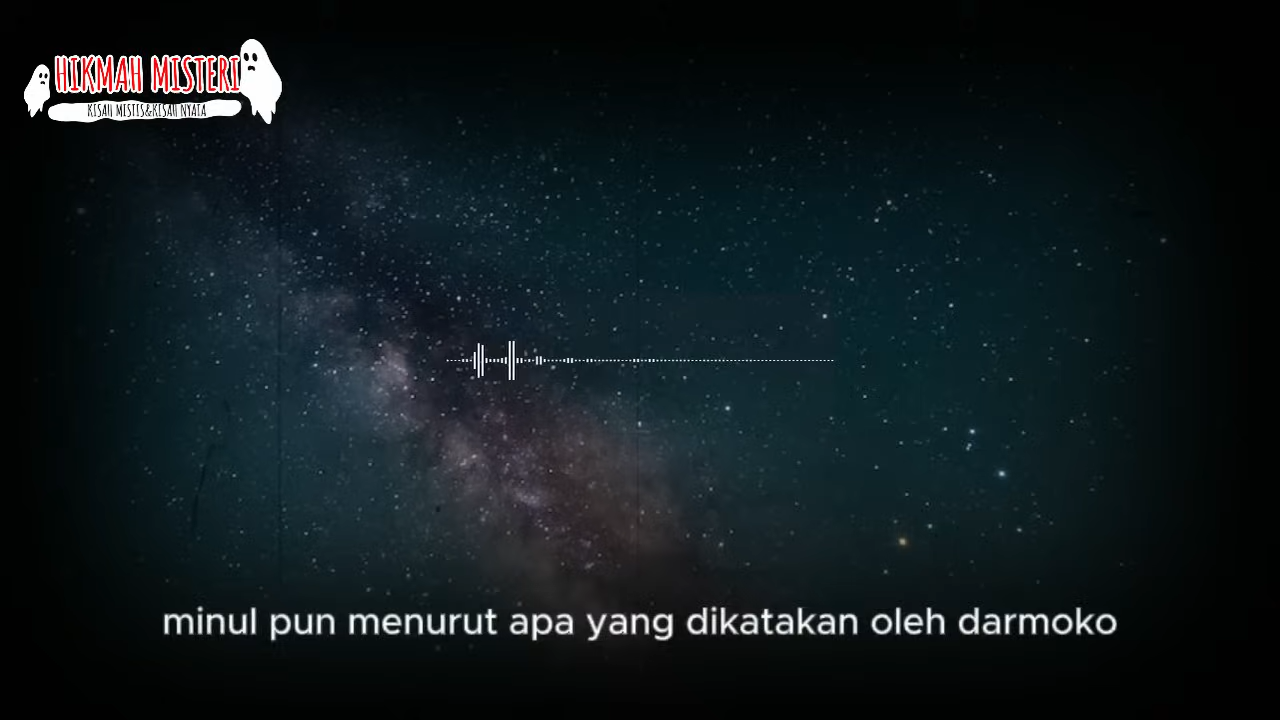 HIKMAH MISTERI
KISAH MISTIS&KISAH NYATA
minul pun menurut apa yang dikatakan oleh darmoko